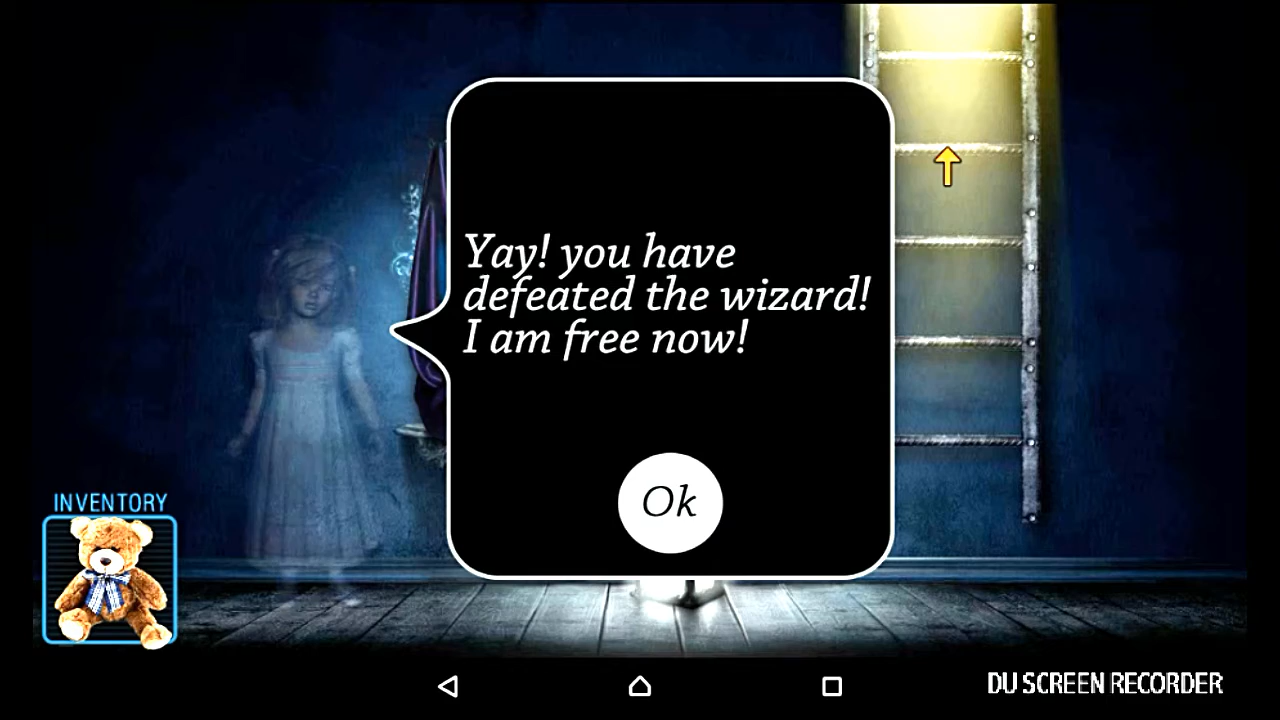 Yay! you have
defeated the wizard!
I am free now!
Ok
INVENTORY
DU SCREEN RECORDER